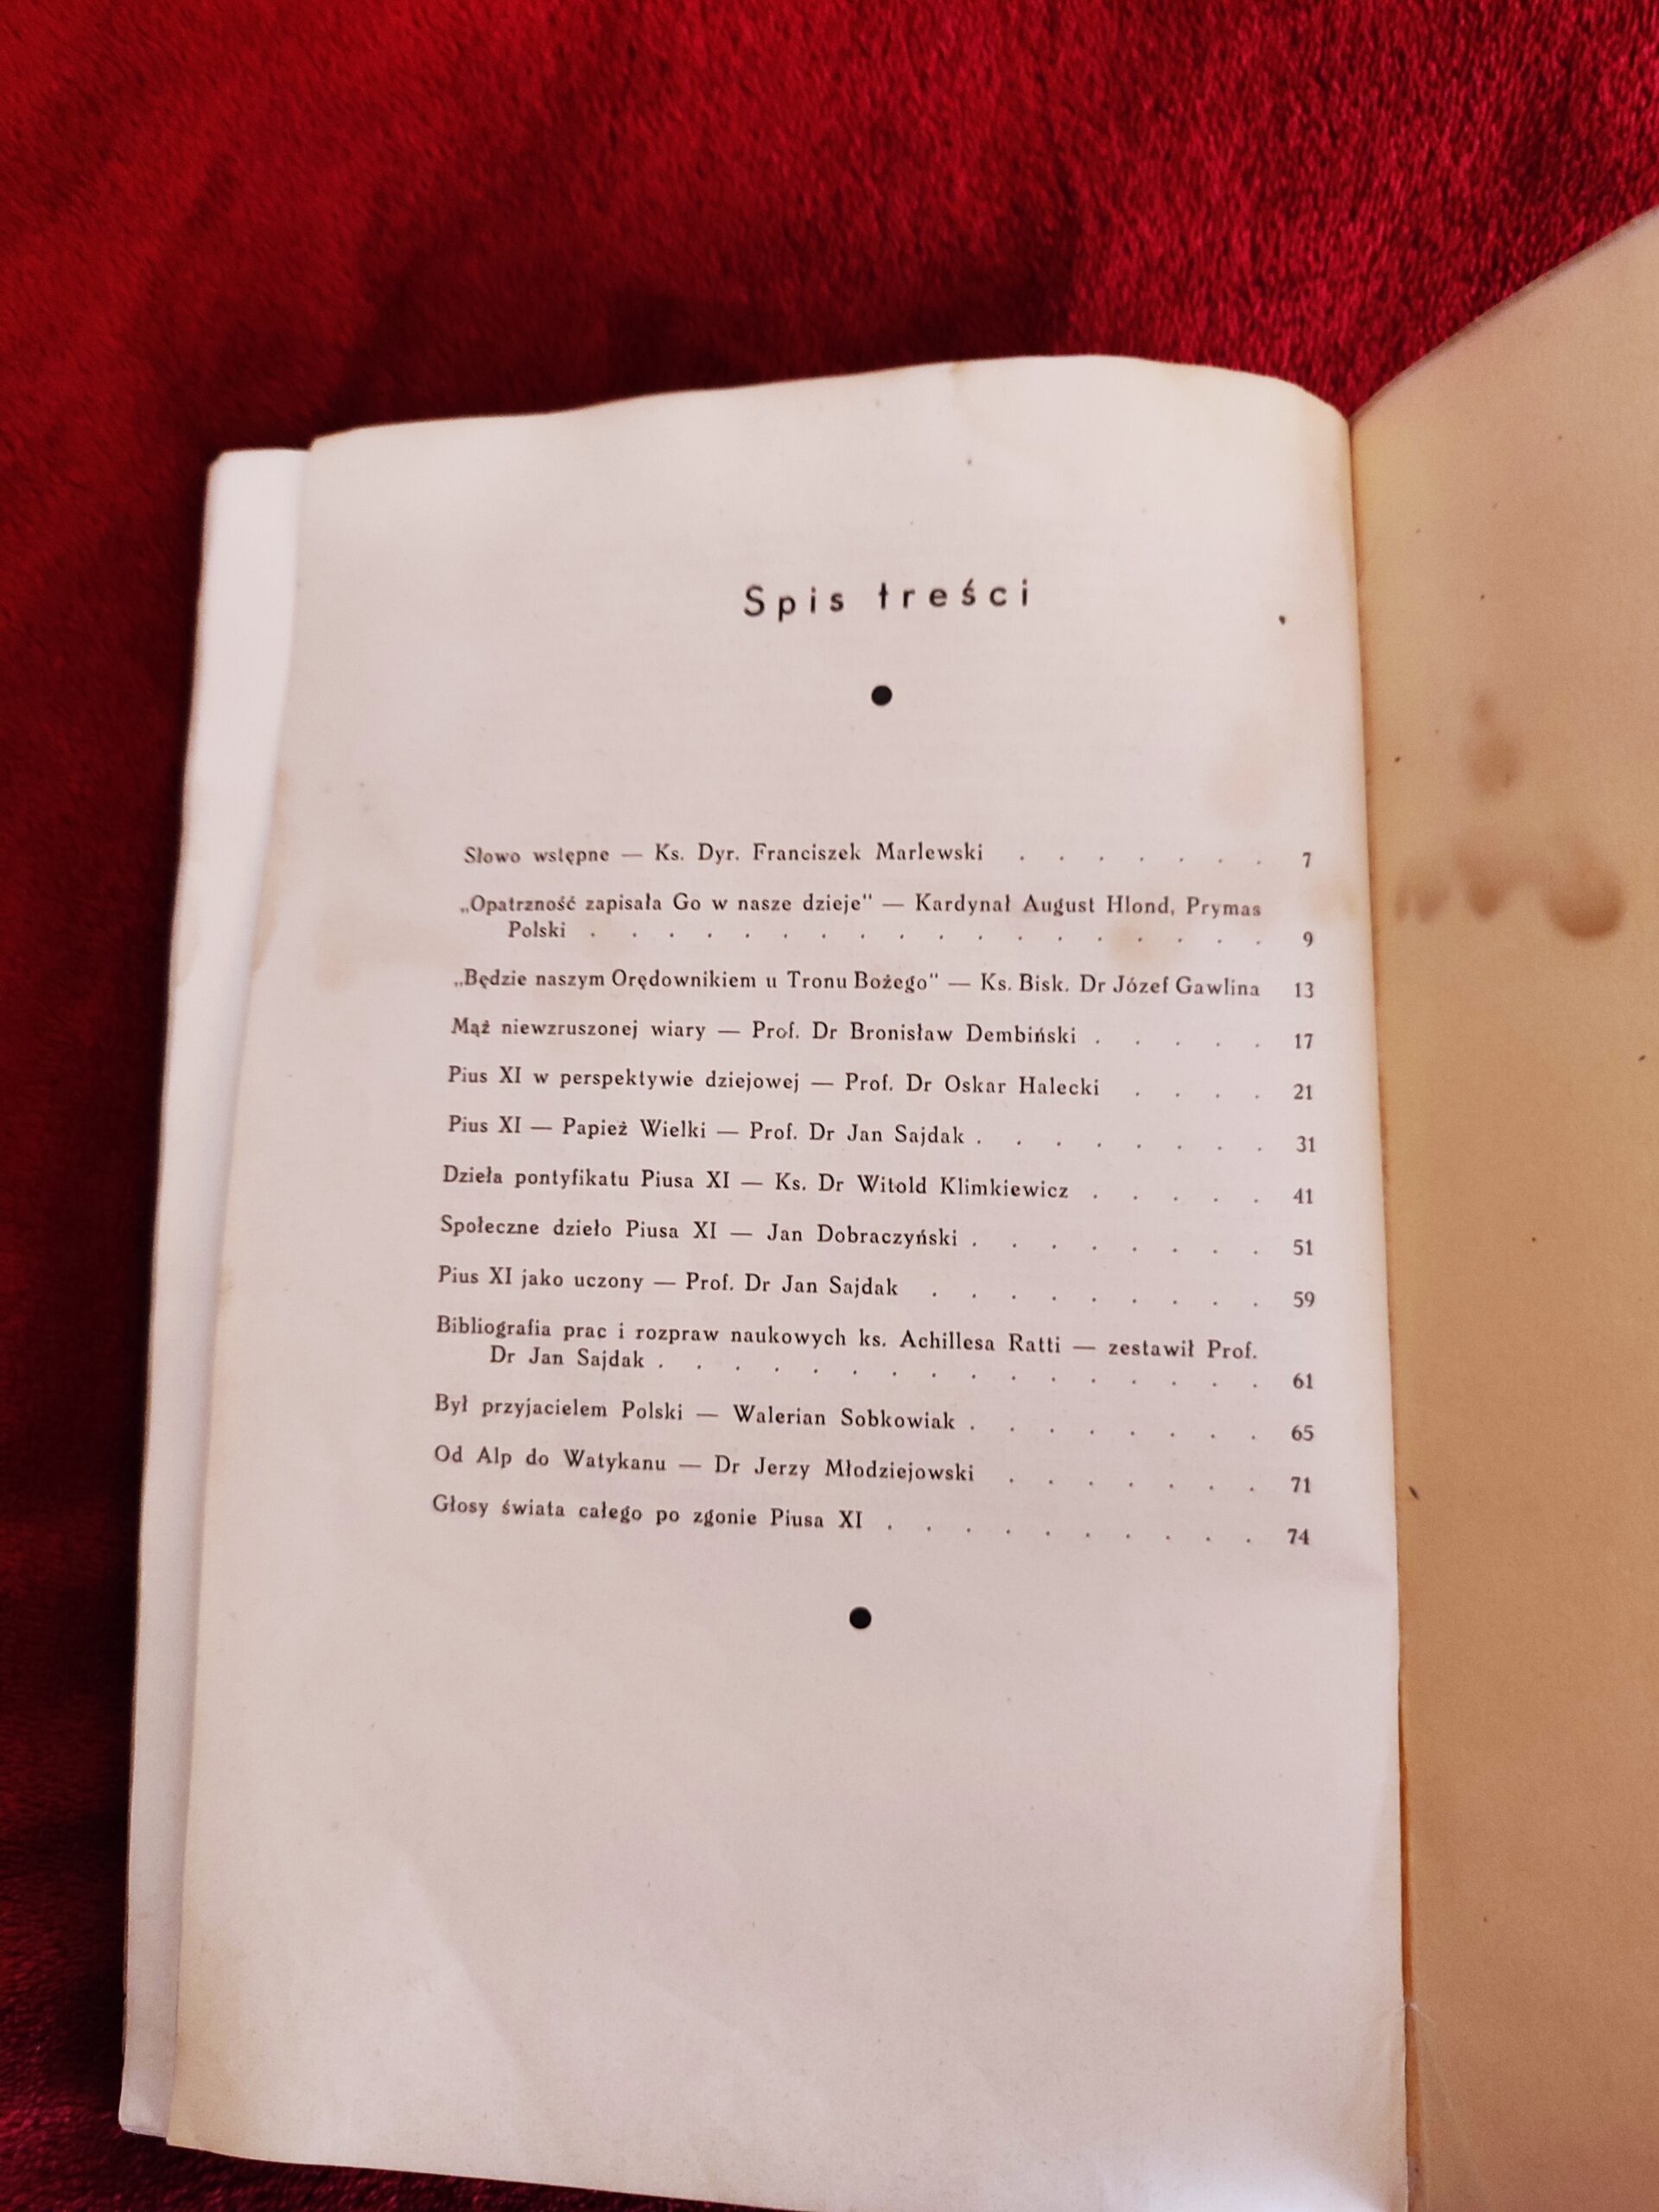 Spis treści
Słowo wstępne — Ks. Dyr. Franciszek Marlewski . . . . . . . 7
„Opatrzność zapisała Go w nasze dzieje" — Kardynał August Hlond, Prymas
Polski . . . . . . . . . . . . . . . . . . 9
„Będzie naszym Orędownikiem u Tronu Bożego" — Ks. Bisk. Dr Józef Gawlina 13
Mąż niewzruszonej wiary — Prof. Dr Bronisław Dembiński . . . . . 17
Pius XI w perspektywie dziejowej — Prof. Dr Oskar Halecki . . . . 21
Pius XI — Papież Wielki — Prof. Dr Jan Sajdak . . . . . . . . 31
Dzieła pontyfikatu Piusa XI — Ks. Dr Witold Klimkiewicz . . . . . 41
Społeczne dzieło Piusa XI — Jan Dobraczyński . . . . . . . . 51
Pius XI jako uczony — Prof. Dr Jan Sajdak . . . . . . . . . 59
Bibliografia prac i rozpraw naukowych ks. Achillesa Ratti — zestawił Prof.
Dr Jan Sajdak . . . . . . . . . . . . . . . . 61
Był przyjacielem Polski — Walerian Sobkowiak . . . . . . . . 65
Od Alp do Watykanu — Dr Jerzy Młodziejowski . . . . . . . 71
Głosy świata całego po zgonie Piusa XI . . . . . . . . . . 74